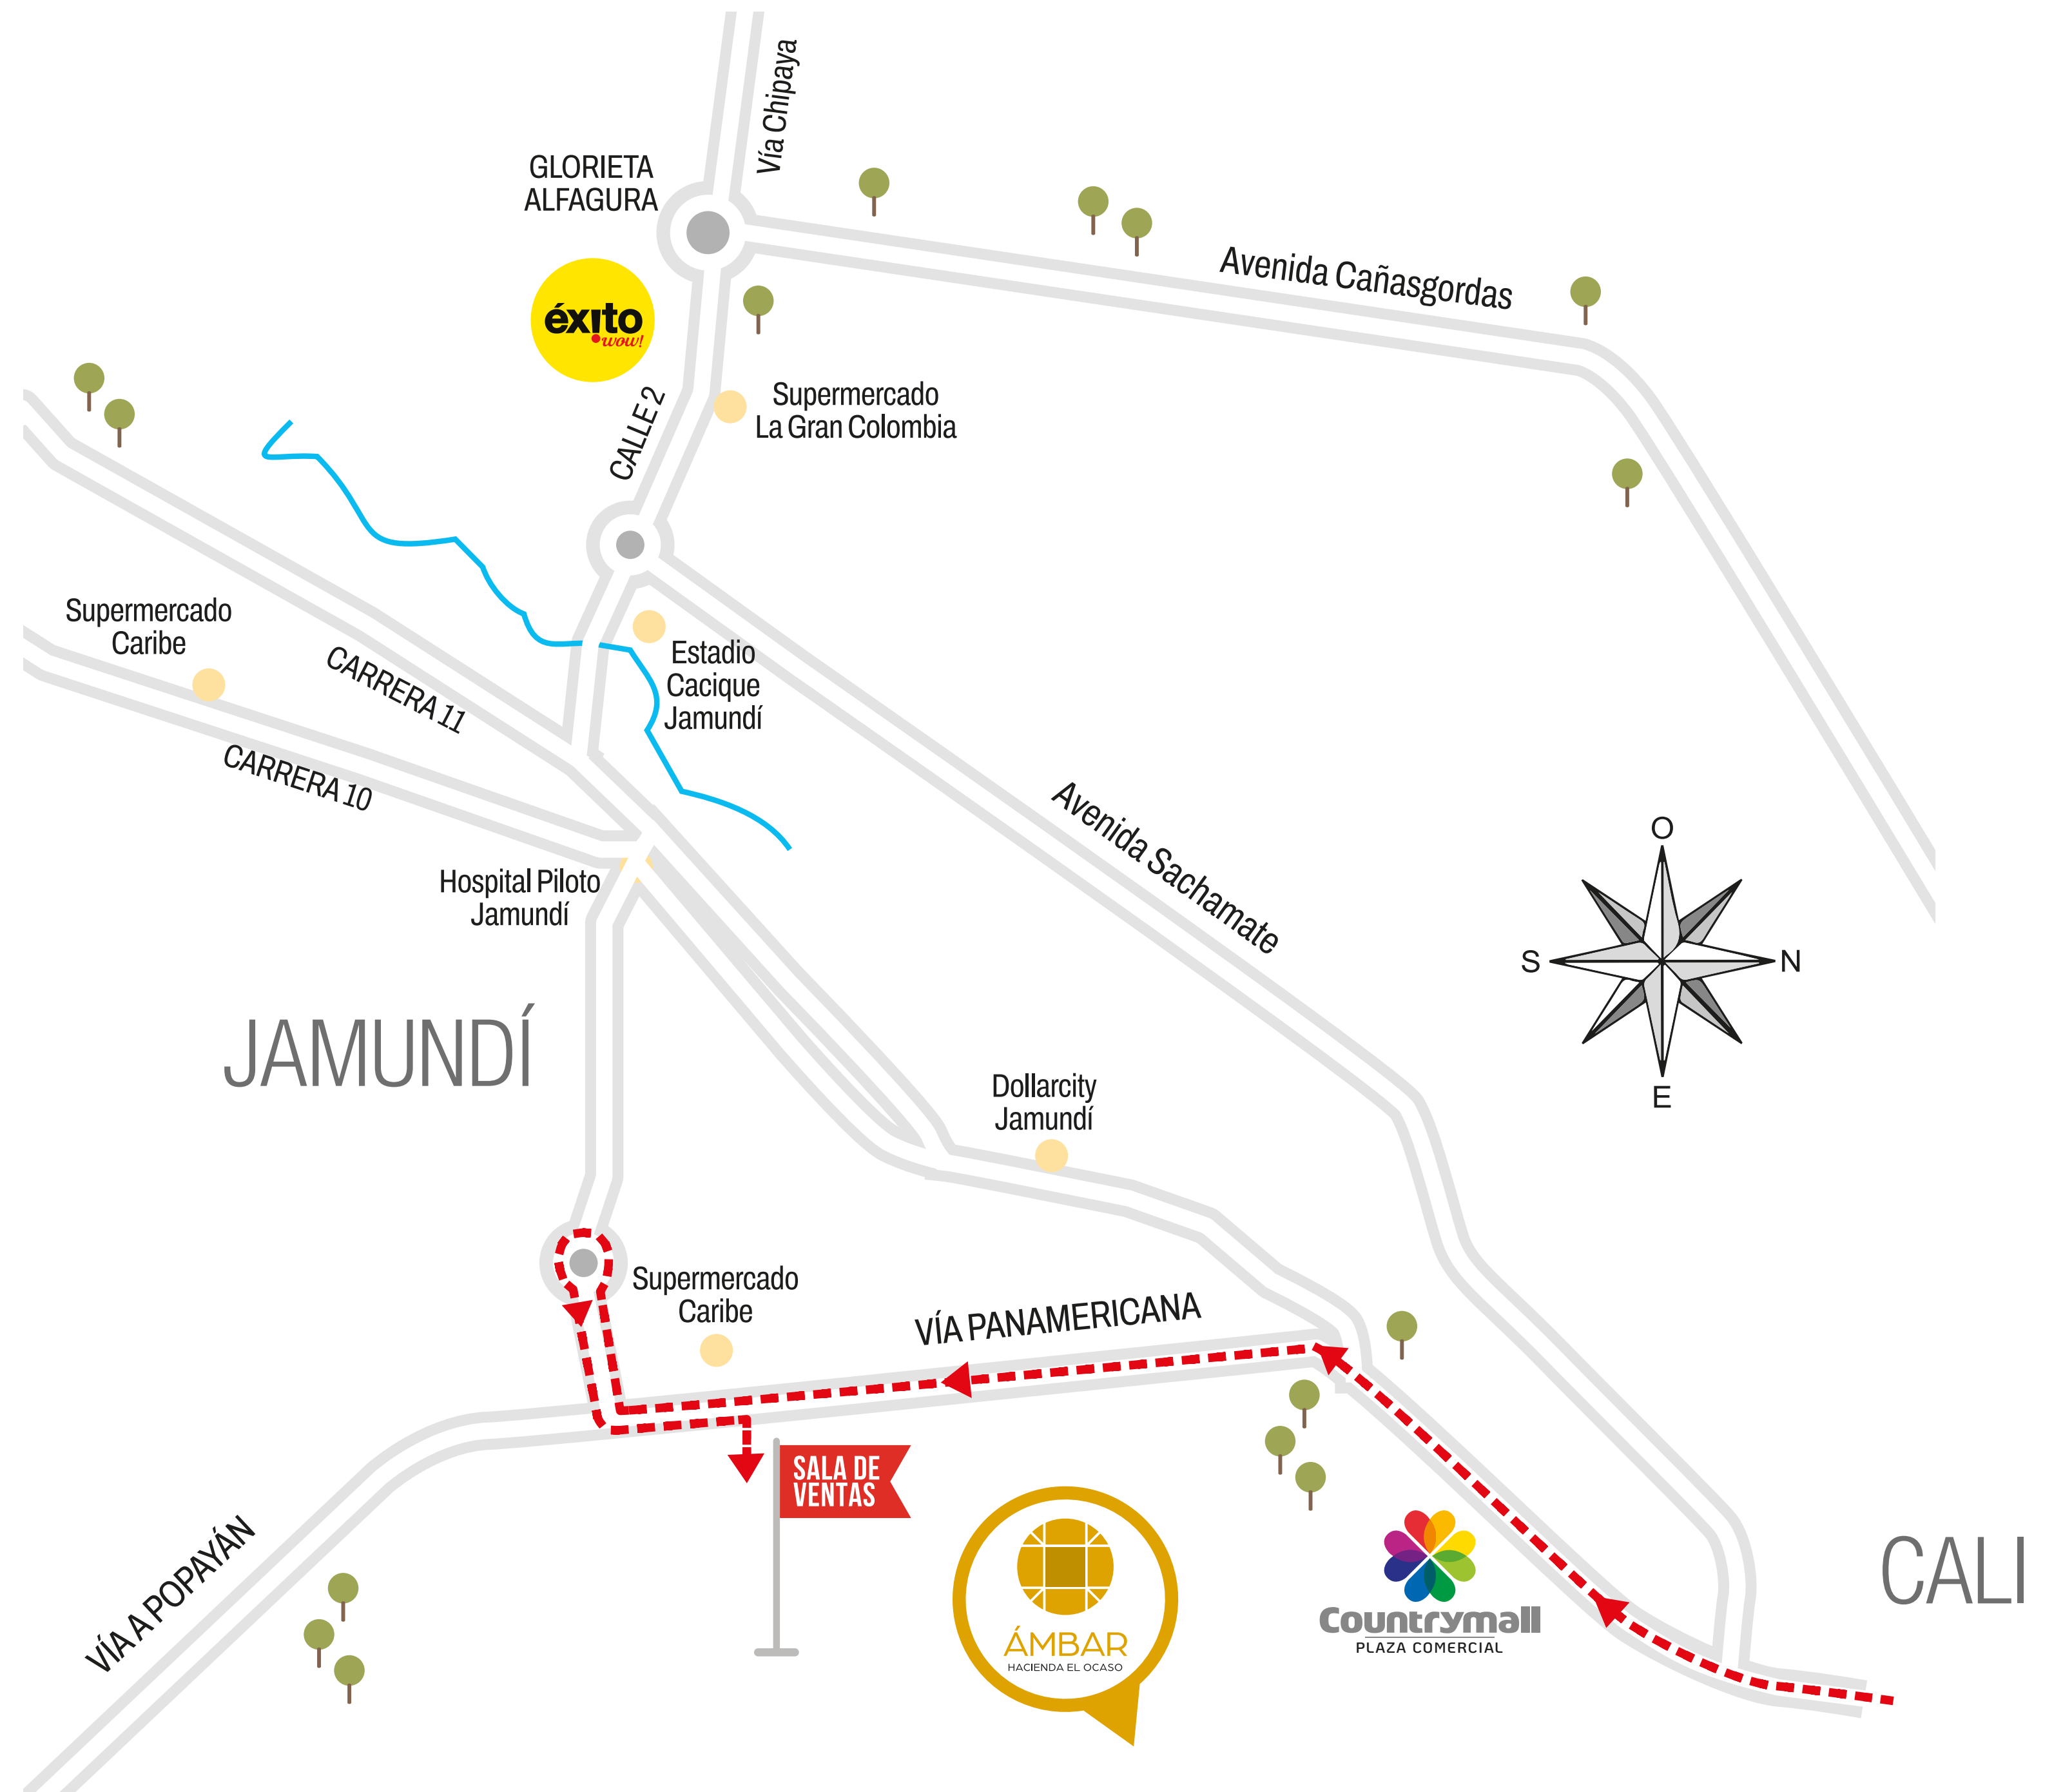 Vía Chipaya
GLORIETA
ALFAGURA
éxito
wow!
Avenida Cañasgordas
CALLE 2
Supermercado
La Gran Colombia
Supermercado
Caribe
CARRERA 11
CARRERA 10
Estadio
Cacique
Jamundí
Avenida Sachamate
O
S
N
E
Hospital Piloto
Jamundí
JAMUNDÍ
Dollarcity
Jamundí
Supermercado
Caribe
VÍA PANAMERICANA
SALA DE
VENTAS
VÍA A POPAYÁN
ÁMBAR
HACIENDA EL OCASO
Countrymall
PLAZA COMERCIAL
CALI